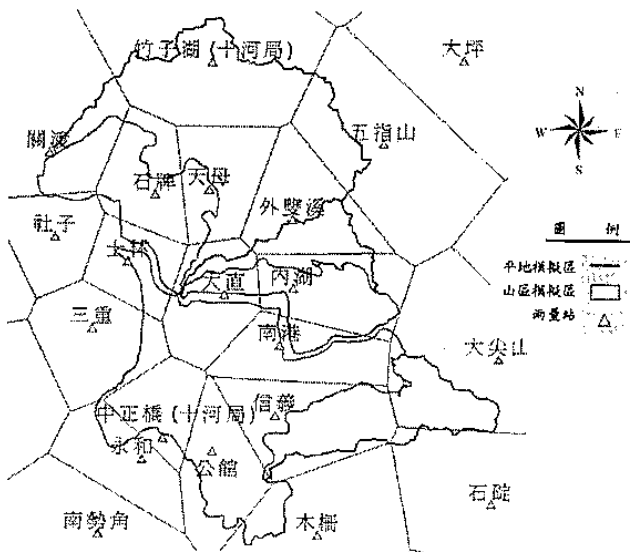 竹子湖(十河局)
大坪
N
W E
S
關渡
五指山
石牌
天母
外雙溪
社子
士林
圖 例
平地模擬區
山區模擬區
雨量站
大直
內湖
三重
南港
大尖山
中正橋(十河局)
信義
永和
公館
石碇
南勢角
木柵